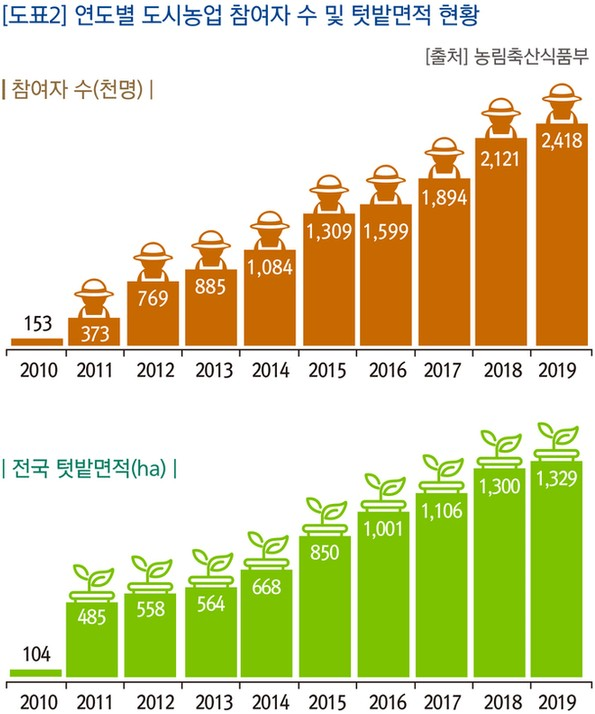 [도표2] 연도별 도시농업 참여자 수 및 텃밭면적 현황
[출처] 농림축산식품부
| 참여자 수(천명) |
153 373 769 885 1,084 1,309 1,599 1,894 2,121 2,418
2010 2011 2012 2013 2014 2015 2016 2017 2018 2019
| 전국 텃밭면적(ha) |
104 485 558 564 668 850 1,001 1,106 1,300 1,329
2010 2011 2012 2013 2014 2015 2016 2017 2018 2019